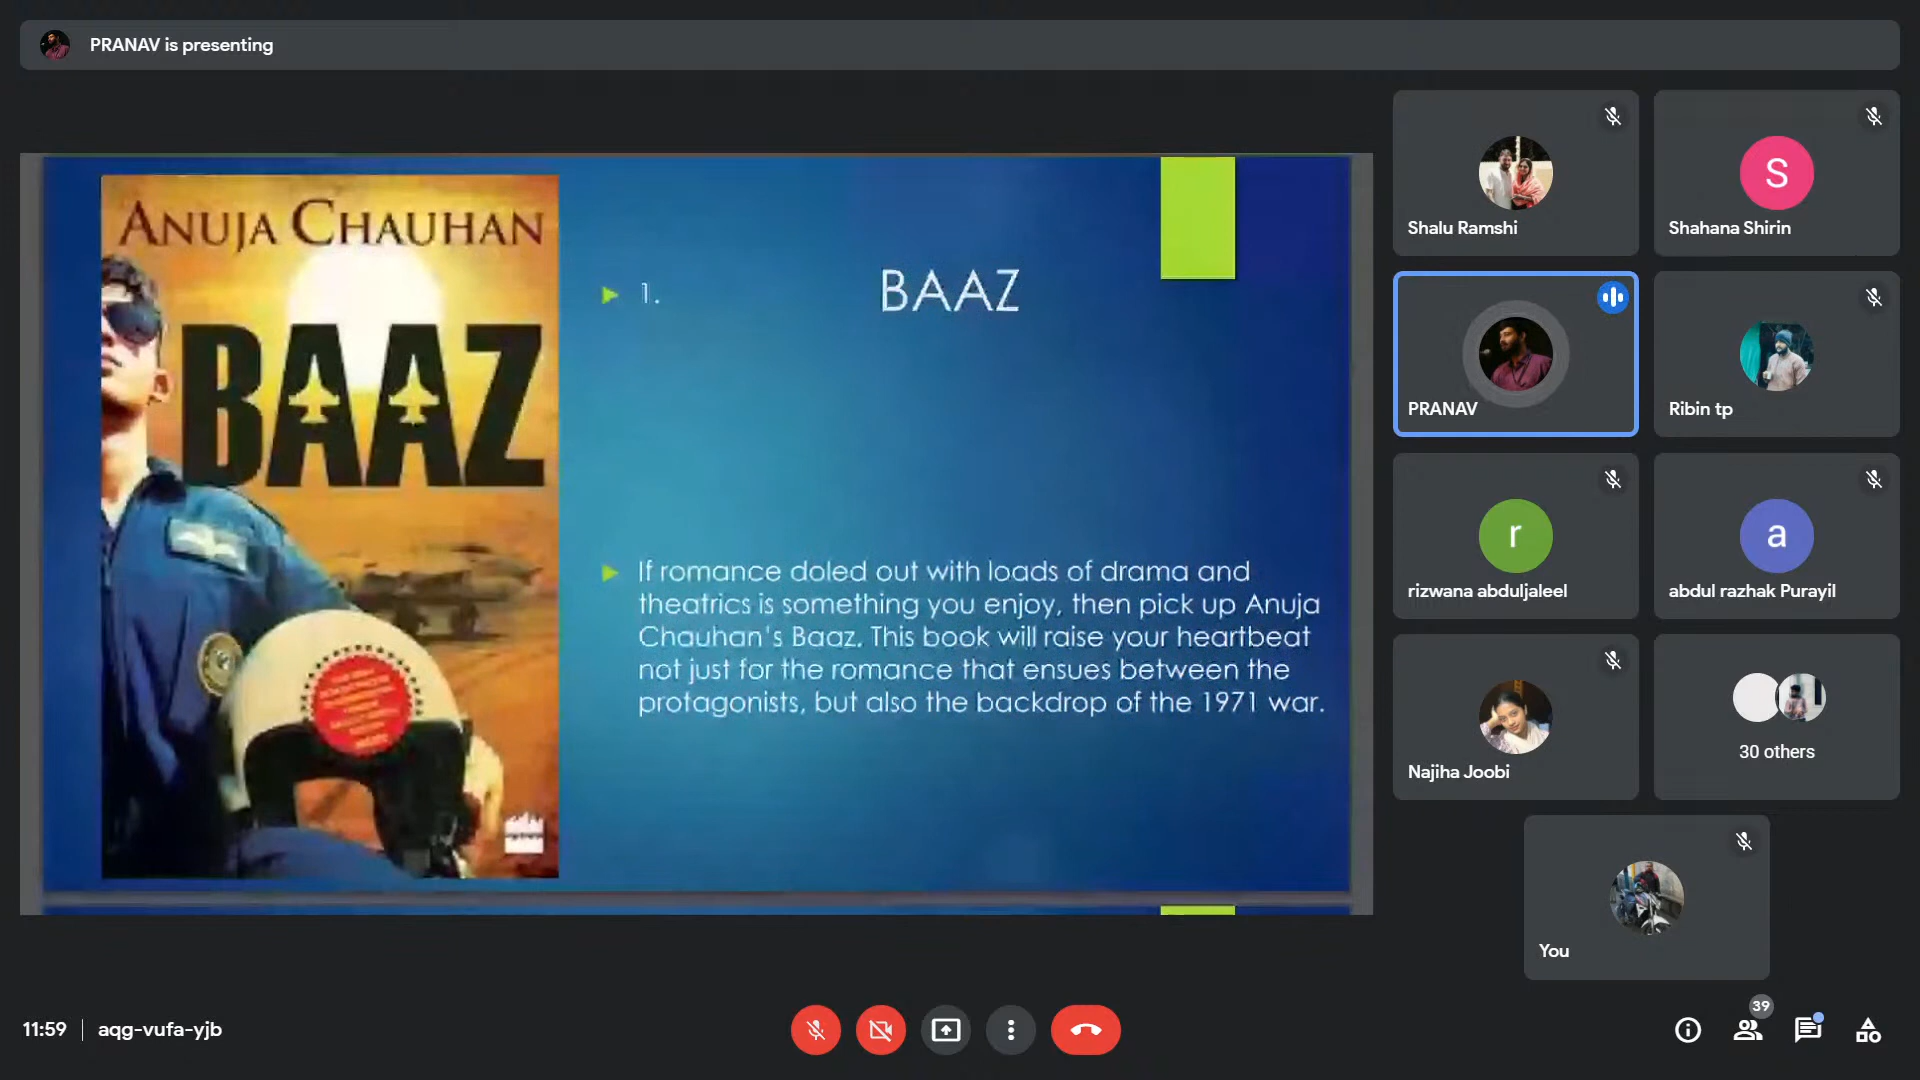 PRANAV is presenting
ANUJA CHAUHAN
BAAZ
1.
BAAZ
If romance doled out with loads of drama and
theatrics is something you enjoy, then pick up Anuja
Chauhan's Baaz. This book will raise your heartbeat
not just for the romance that ensues between the
protagonists, but also the backdrop of the 1971 war.
Shalu Ramshi
S
Shahana Shirin
PRANAV
Ribin tp
r
rizwana abduljaleel
a
abdul razhak Purayil
Najiha Joobi
30 others
You
11:59
aqg-vufa-yjb
39